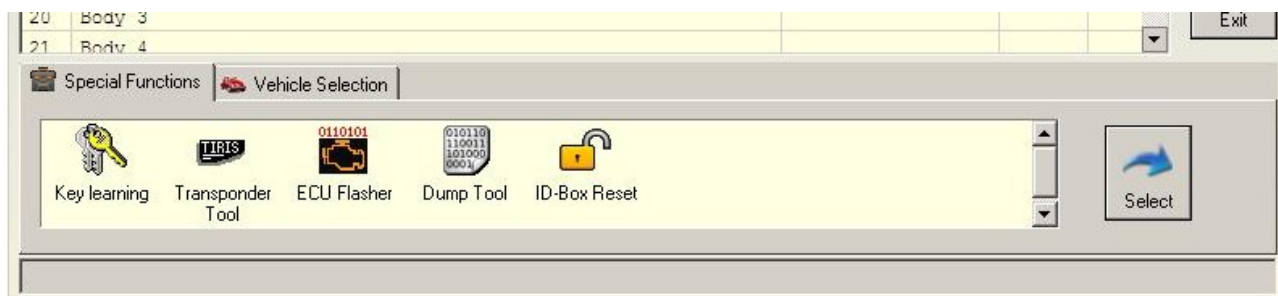 20 Body 3
Exit
21 Body 4
Special Functions Vehicle Selection
0110101
010110
110011
101000
0001
TIRIS
Key learning Transponder Tool ECU Flasher Dump Tool ID-Box Reset
Select